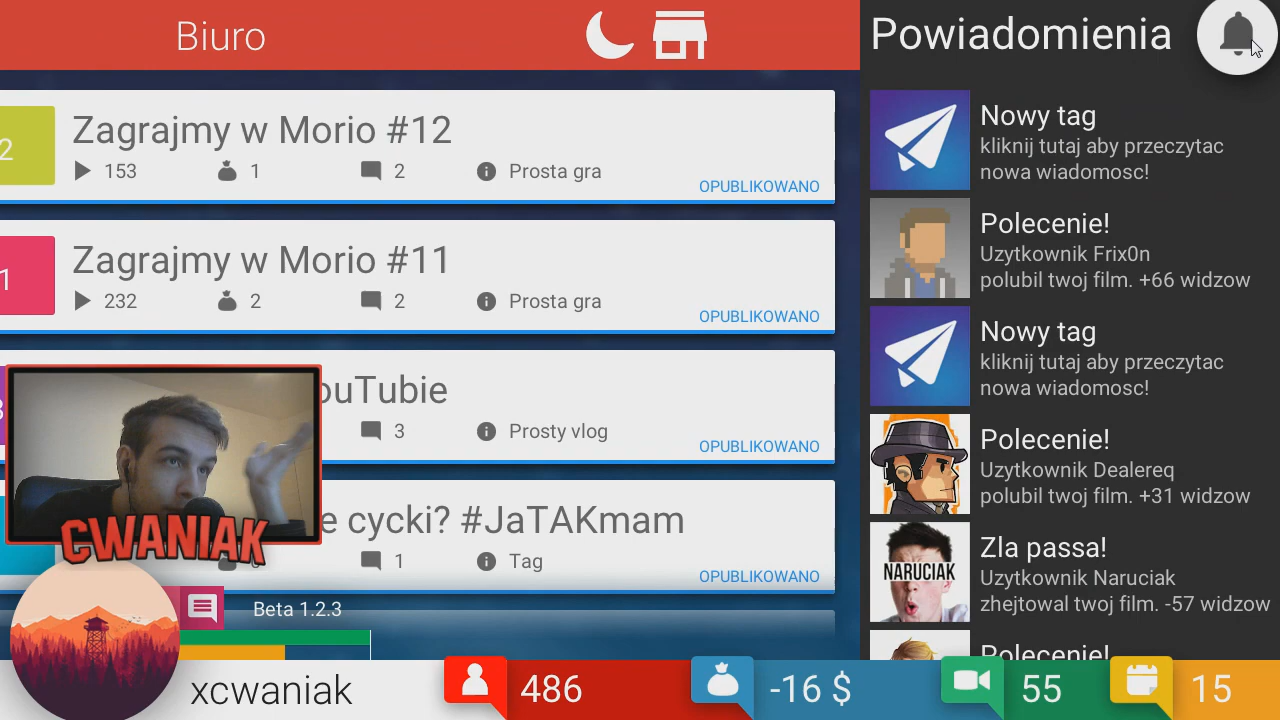 Biuro
Powiadomienia
2
Zagrajmy w Morio #12
153
1
2
Prosta gra
OPUBLIKOWANO
1
Zagrajmy w Morio #11
232
2
2
Prosta gra
OPUBLIKOWANO
ouTubie
3
Prosty vlog
OPUBLIKOWANO
e cycki? #JaTAKmam
1
Tag
OPUBLIKOWANO
CWANIAK
Beta 1.2.3
xcwaniak
486
-16 $
55
15
Nowy tag
kliknij tutaj aby przeczytac
nowa wiadomosc!
Polecenie!
Uzytkownik Frix0n
polubil twoj film. +66 widzow
Nowy tag
kliknij tutaj aby przeczytac
nowa wiadomosc!
Polecenie!
Uzytkownik Dealereq
polubil twoj film. +31 widzow
NARUCIAK
Zla passa!
Uzytkownik Naruciak
zhejtowal twoj film. -57 widzow
Polecenie!